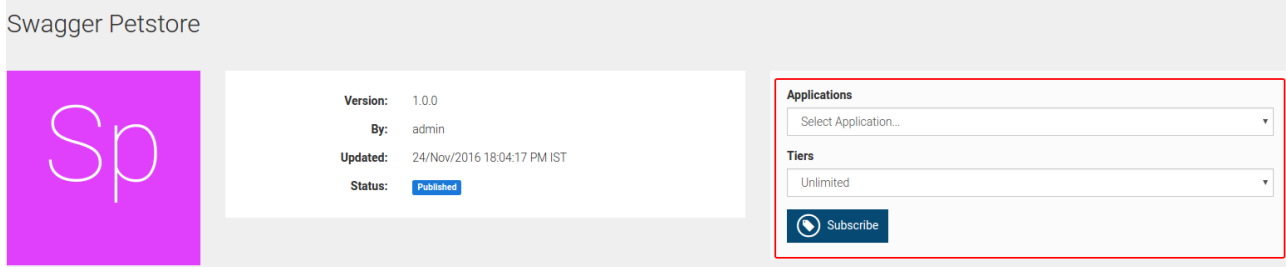 Swagger Petstore
Sp
Version: 1.0.0
By: admin
Updated: 24/Nov/2016 18:04:17 PM IST
Status: Published
Applications
Select Application...
Tiers
Unlimited
Subscribe